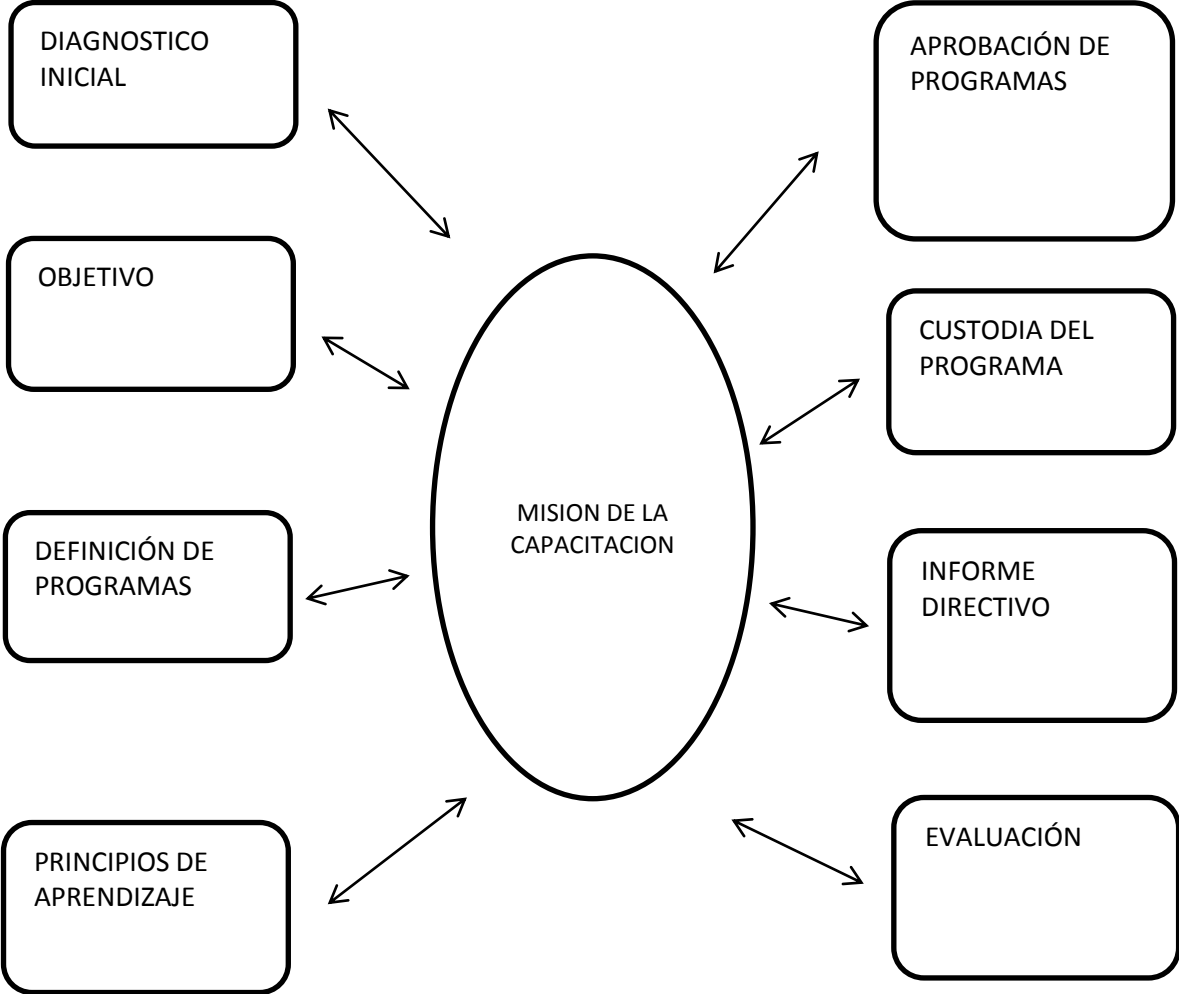 DIAGNOSTICO
INICIAL
OBJETIVO
DEFINICIÓN DE
PROGRAMAS
PRINCIPIOS DE
APRENDIZAJE
MISION DE LA
CAPACITACION
APROBACIÓN DE
PROGRAMAS
CUSTODIA DEL
PROGRAMA
INFORME
DIRECTIVO
EVALUACIÓN